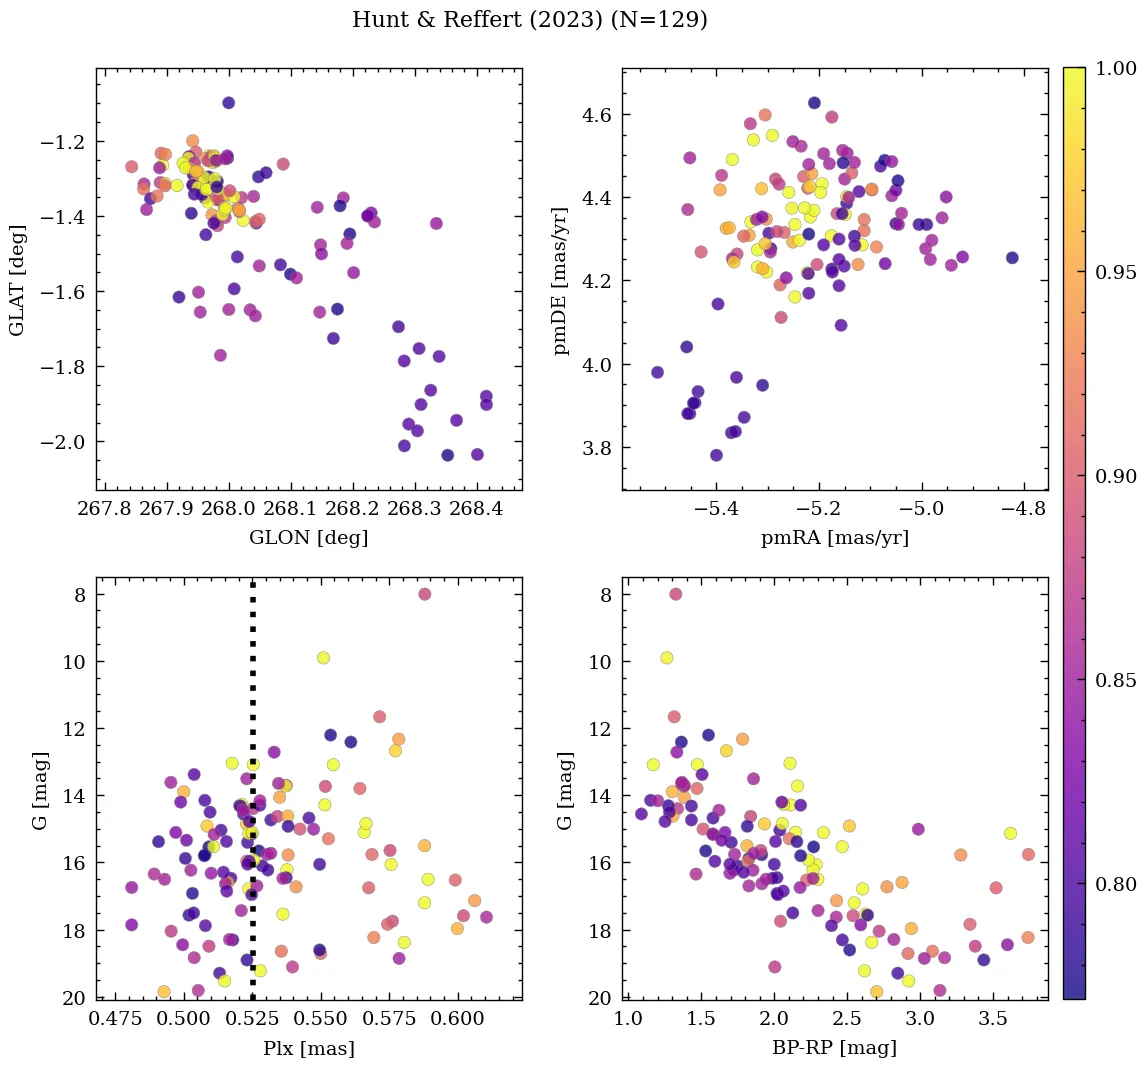 Hunt & Reffert (2023) (N=129)
−1.2
−1.4
−1.6
−1.8
−2.0
GLAT [deg]
267.8 267.9 268.0 268.1 268.2 268.3 268.4
GLON [deg]
4.6
4.4
4.2
4.0
3.8
pmDE [mas/yr]
−5.4 −5.2 −5.0 −4.8
pmRA [mas/yr]
8
10
12
14
16
18
20
G [mag]
0.475 0.500 0.525 0.550 0.575 0.600
Plx [mas]
8
10
12
14
16
18
20
G [mag]
1.0 1.5 2.0 2.5 3.0 3.5
BP-RP [mag]
1.00
0.95
0.90
0.85
0.80